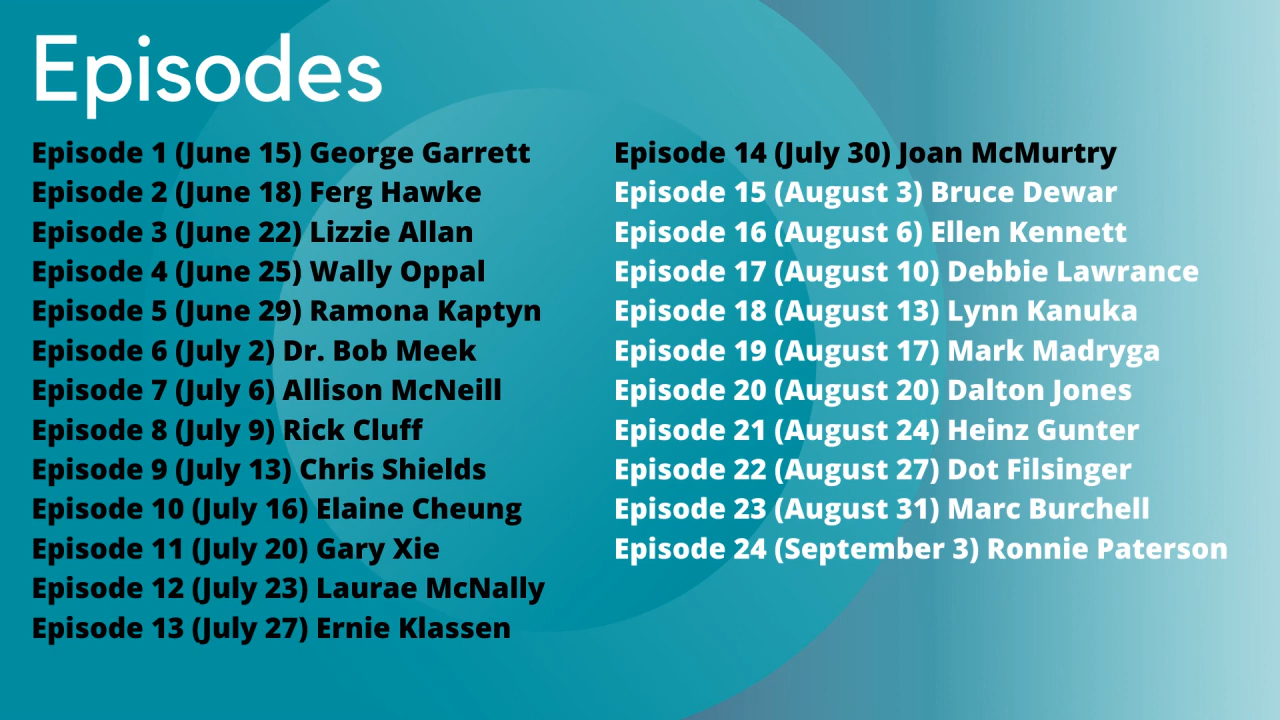 Episodes
Episode 1 (June 15) George Garrett
Episode 2 (June 18) Ferg Hawke
Episode 3 (June 22) Lizzie Allan
Episode 4 (June 25) Wally Oppal
Episode 5 (June 29) Ramona Kaptyn
Episode 6 (July 2) Dr. Bob Meek
Episode 7 (July 6) Allison McNeill
Episode 8 (July 9) Rick Cluff
Episode 9 (July 13) Chris Shields
Episode 10 (July 16) Elaine Cheung
Episode 11 (July 20) Gary Xie
Episode 12 (July 23) Laurae McNally
Episode 13 (July 27) Ernie Klassen
Episode 14 (July 30) Joan McMurtry
Episode 15 (August 3) Bruce Dewar
Episode 16 (August 6) Ellen Kennett
Episode 17 (August 10) Debbie Lawrance
Episode 18 (August 13) Lynn Kanuka
Episode 19 (August 17) Mark Madryga
Episode 20 (August 20) Dalton Jones
Episode 21 (August 24) Heinz Gunter
Episode 22 (August 27) Dot Filsinger
Episode 23 (August 31) Marc Burchell
Episode 24 (September 3) Ronnie Paterson